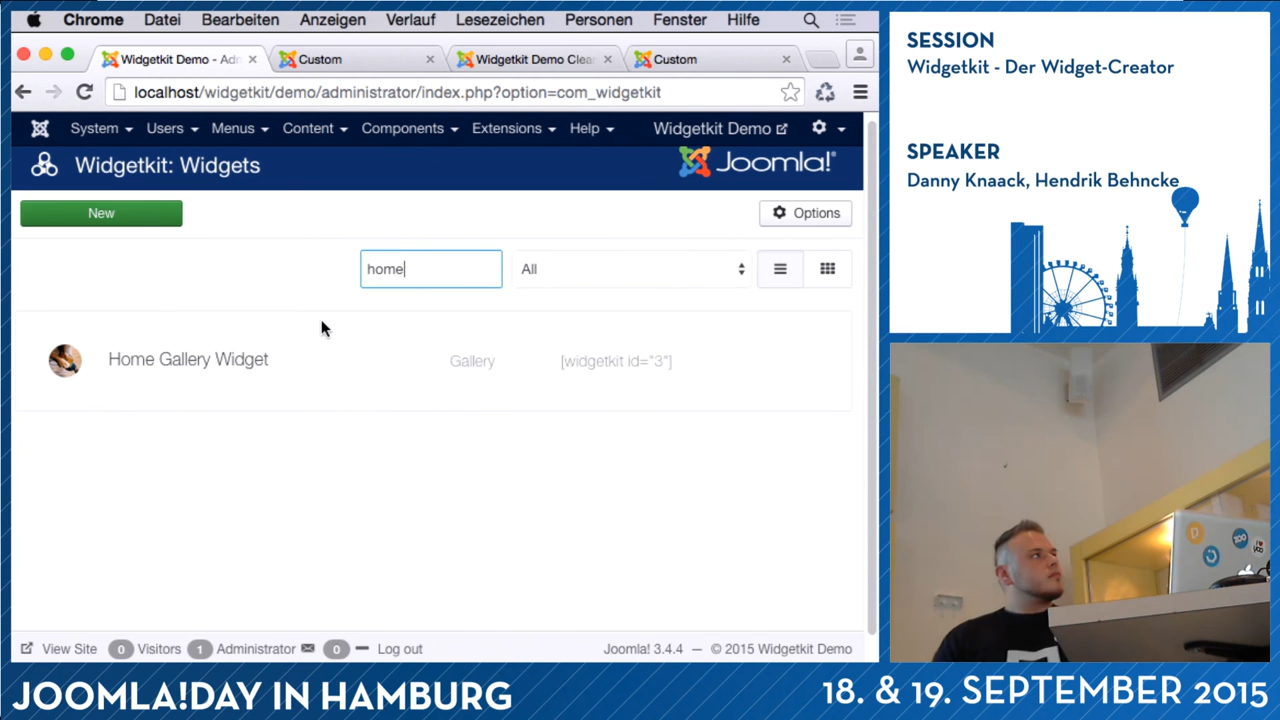 Chrome Datei Bearbeiten Anzeigen Verlauf Lesezeichen Personen Fenster Hilfe
Widgetkit Demo - Adr Custom Widgetkit Demo Clea Custom
localhost/widgetkit/demo/administrator/index.php?option=com_widgetkit
System Users Menus Content Components Extensions Help Widgetkit Demo
Widgetkit: Widgets Joomla!®
New Options
home All
Home Gallery Widget Gallery [widgetkit id="3"]
View Site 0 Visitors 1 Administrator 0 Log out Joomla! 3.4.4 — © 2015 Widgetkit Demo
SESSION
Widgetkit - Der Widget-Creator
SPEAKER
Danny Knaack, Hendrik Behncke
ZOO
JOOMLA!DAY IN HAMBURG 18. & 19. SEPTEMBER 2015